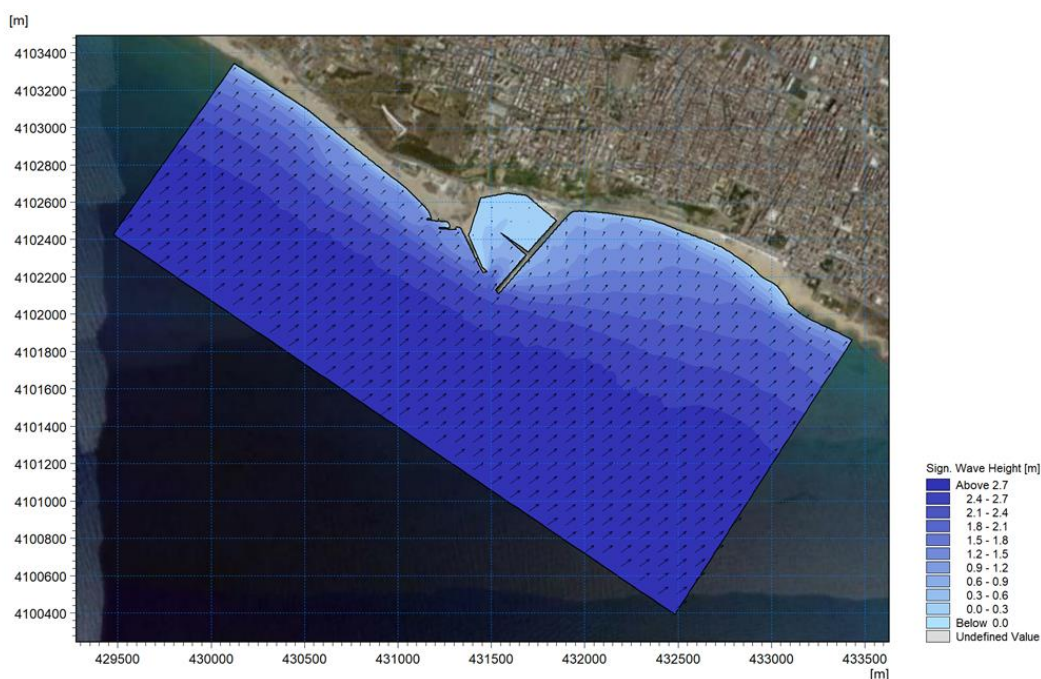 [m]
4103400
4103200
4103000
4102800
4102600
4102400
4102200
4102000
4101800
4101600
4101400
4101200
4101000
4100800
4100600
4100400
429500 430000 430500 431000 431500 432000 432500 433000 433500
[m]
Sign. Wave Height [m]
Above 2.7
2.4 - 2.7
2.1 - 2.4
1.8 - 2.1
1.5 - 1.8
1.2 - 1.5
0.9 - 1.2
0.6 - 0.9
0.3 - 0.6
0.0 - 0.3
Below 0.0
Undefined Value